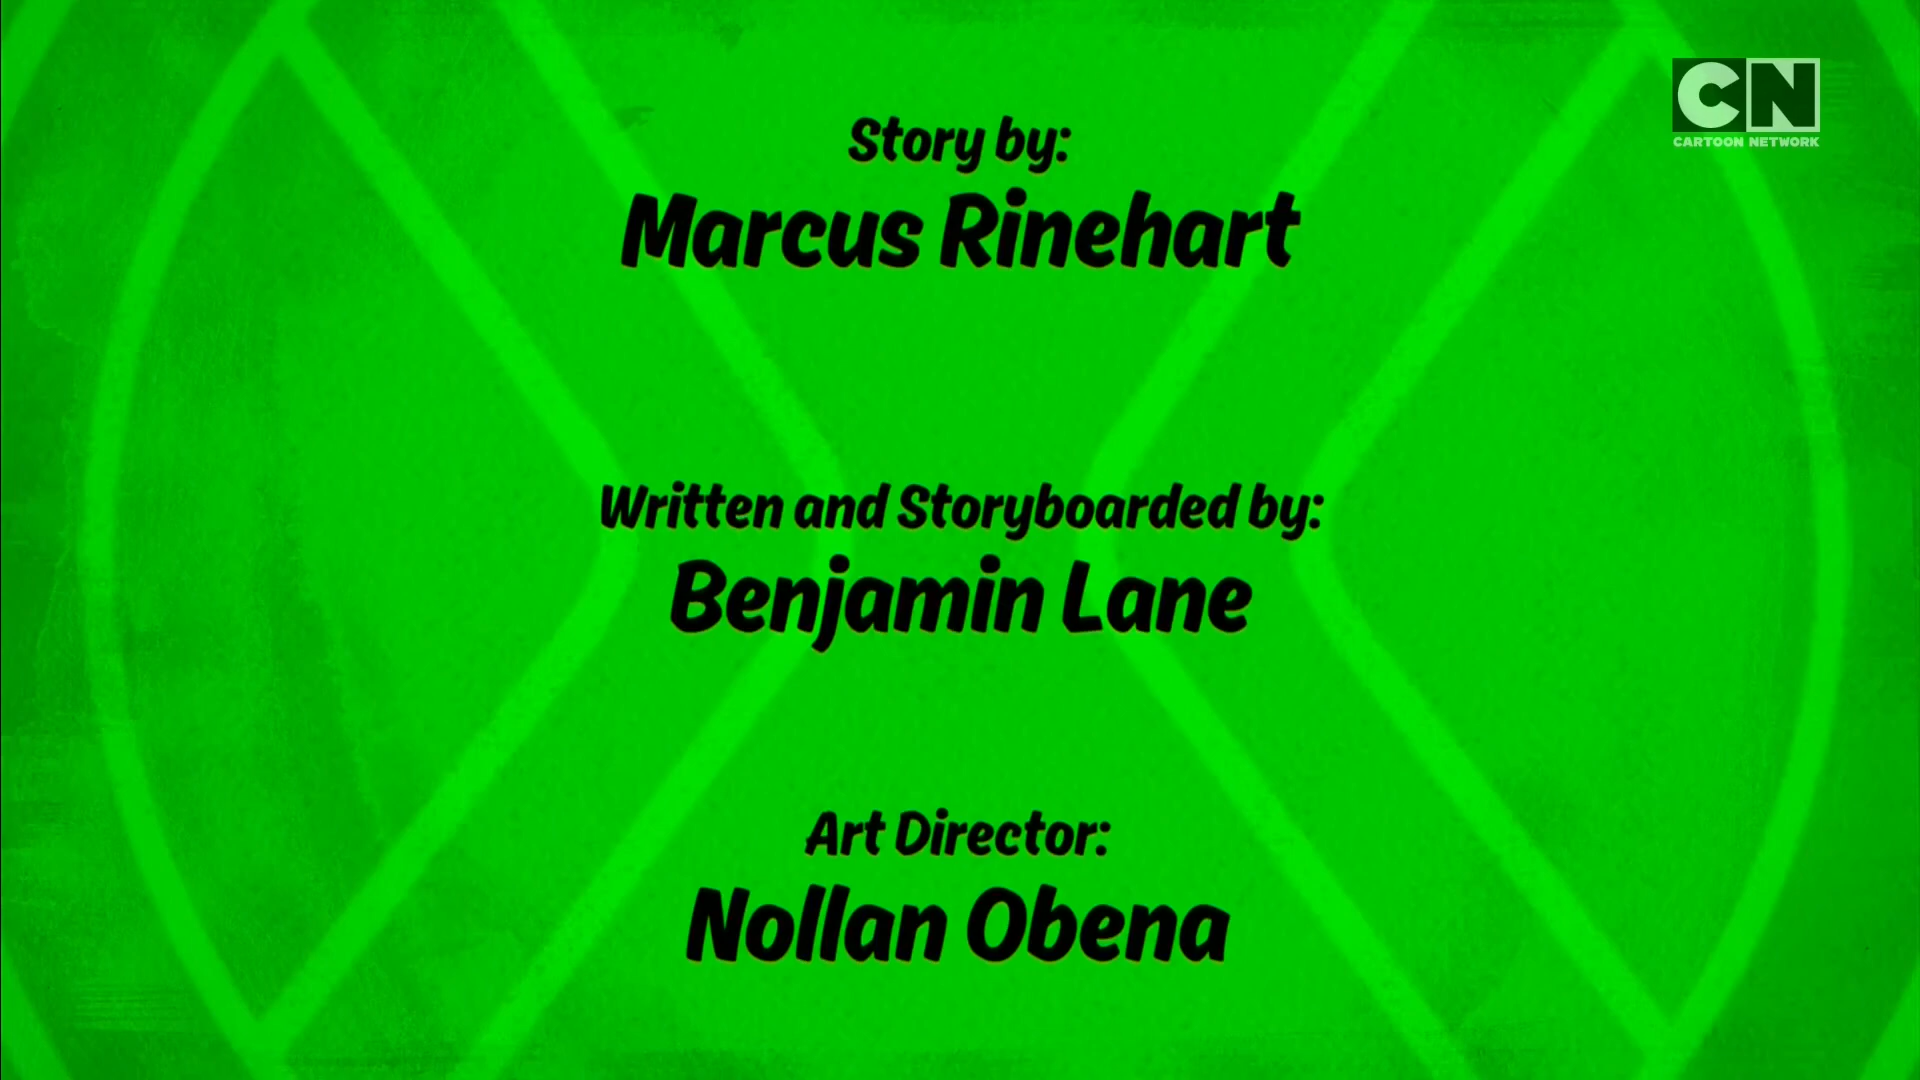 CN
CARTOON NETWORK
Story by:
Marcus Rinehart
Written and Storyboarded by:
Benjamin Lane
Art Director:
Nollan Obena